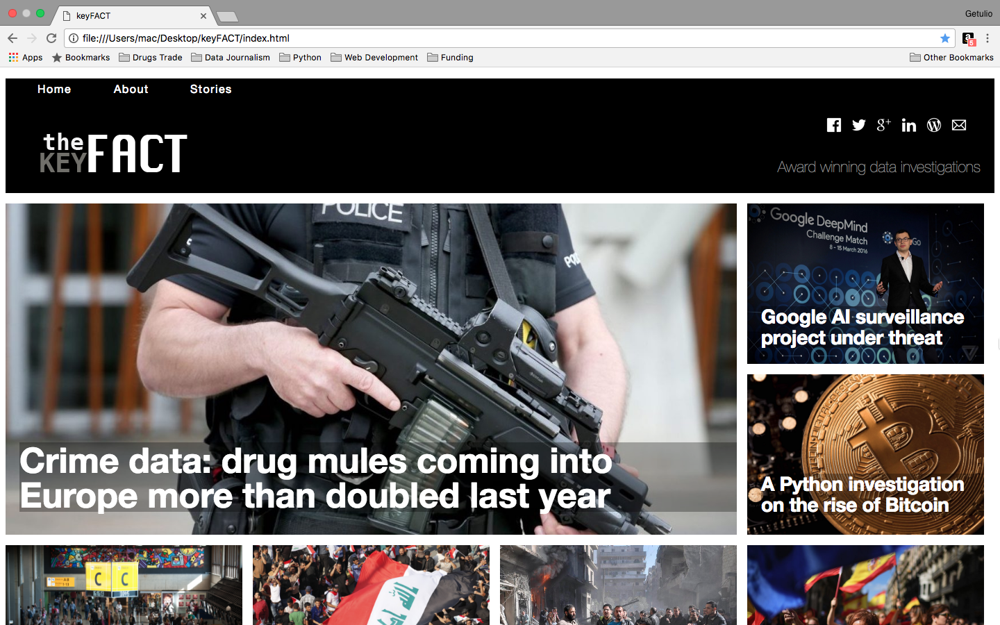 keyFACT
Getulio
file:///Users/mac/Desktop/keyFACT/index.html
a
5
Apps
Bookmarks
Drugs Trade
Data Journalism
Python
Web Development
Funding
Other Bookmarks
Home
About
Stories
the
KEYFACT
Award winning data investigations
POLICE
Crime data: drug mules coming into
Europe more than doubled last year
Google DeepMind
Challenge Match
8 - 15 March 2016
Go
Google AI surveillance
project under threat
A Python investigation
on the rise of Bitcoin
C C